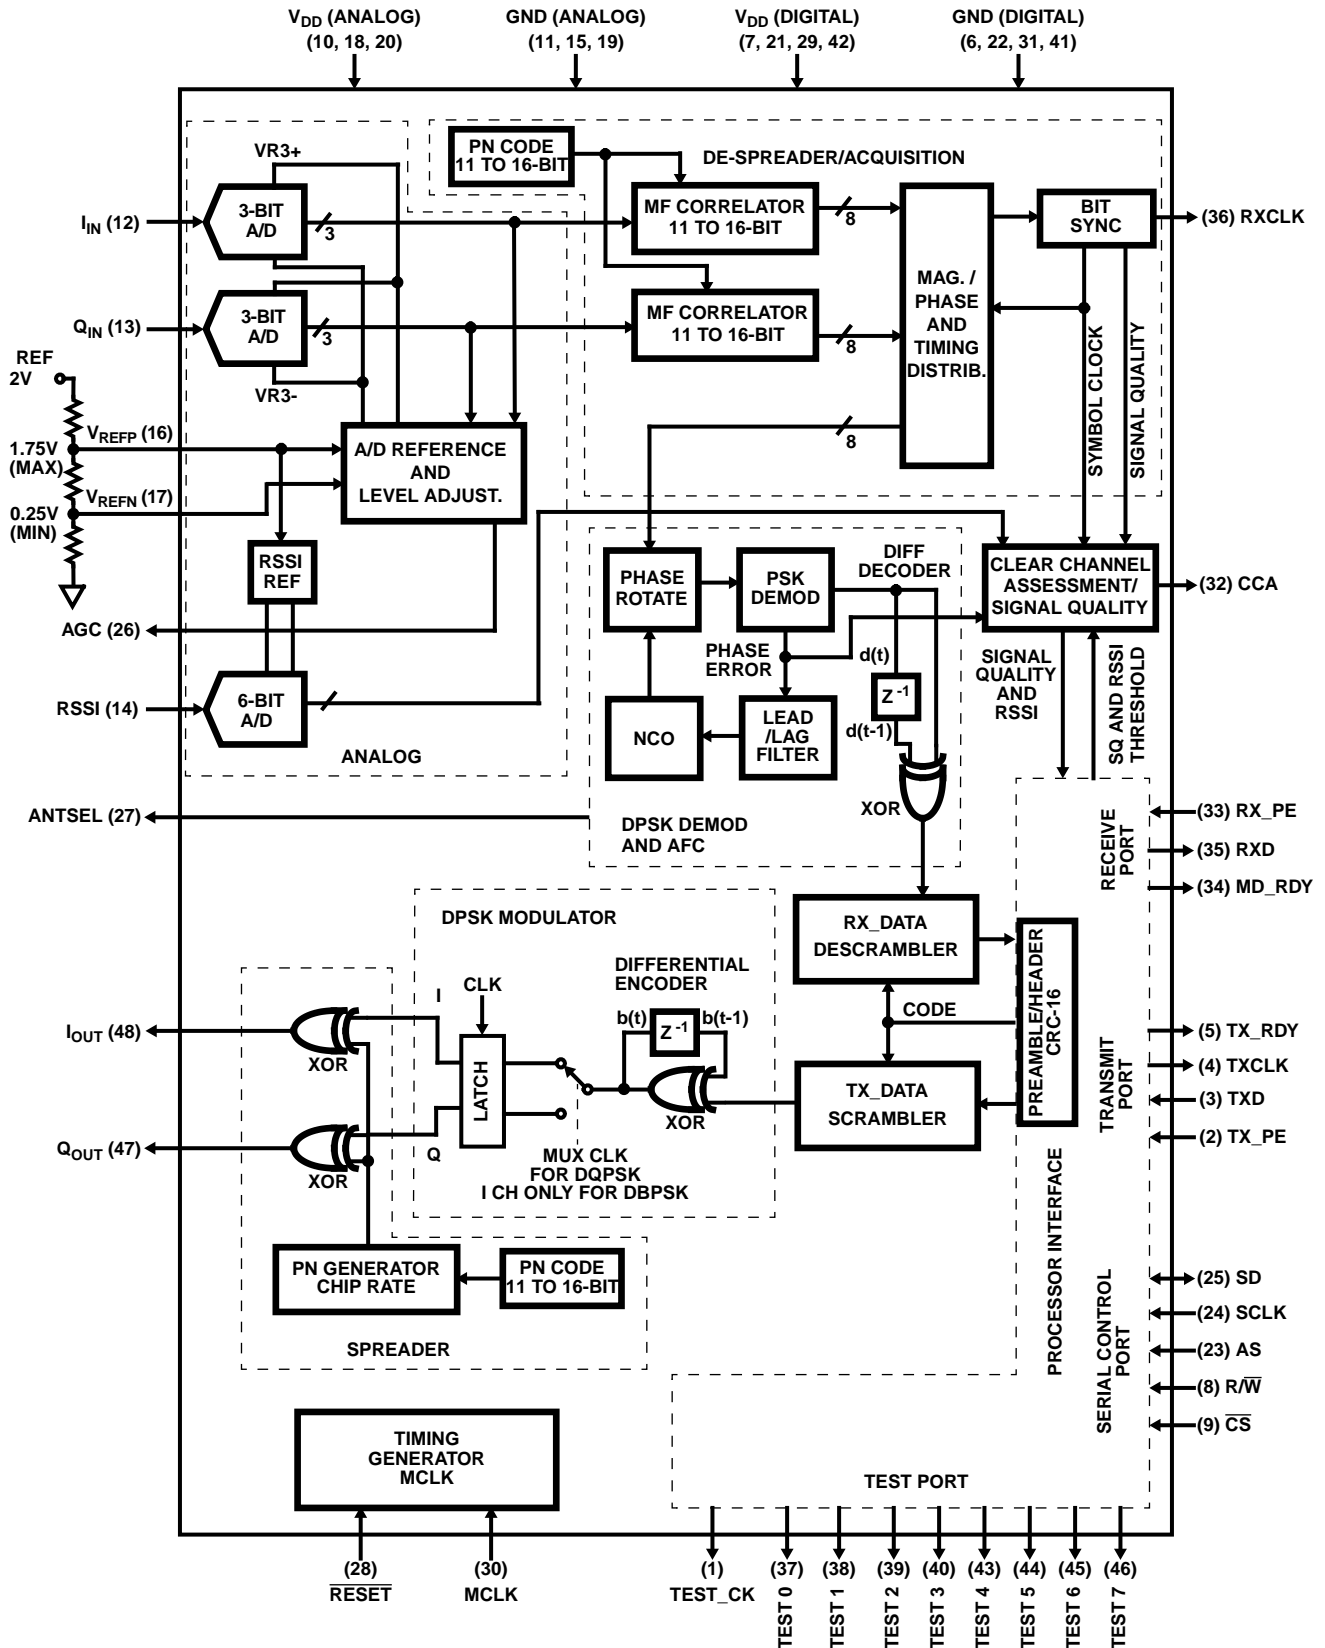 V_DD (ANALOG)
(10, 18, 20)
GND (ANALOG)
(11, 15, 19)
V_DD (DIGITAL)
(7, 21, 29, 42)
GND (DIGITAL)
(6, 22, 31, 41)
PN CODE
11 TO 16-BIT
DE-SPREADER/ACQUISITION
VR3+
I_IN (12)
3-BIT
A/D
3
MF CORRELATOR
11 TO 16-BIT
8
BIT
SYNC
(36) RXCLK
Q_IN (13)
3-BIT
A/D
3
MF CORRELATOR
11 TO 16-BIT
8
MAG. /
PHASE
AND
TIMING
DISTRIB.
SYMBOL CLOCK
SIGNAL QUALITY
REF
2V
VR3-
V_REFP (16)
1.75V
(MAX)
V_REFN (17)
0.25V
(MIN)
A/D REFERENCE
AND
LEVEL ADJUST.
8
RSSI
REF
AGC (26)
RSSI (14)
6-BIT
A/D
ANALOG
PHASE
ROTATE
PSK
DEMOD
DIFF
DECODER
CLEAR CHANNEL
ASSESSMENT/
SIGNAL QUALITY
(32) CCA
PHASE
ERROR
d(t)
Z -1
d(t-1)
NCO
LEAD
/LAG
FILTER
XOR
SIGNAL
QUALITY
AND
RSSI
SQ AND RSSI
THRESHOLD
ANTSEL (27)
DPSK DEMOD
AND AFC
RECEIVE
PORT
(33) RX_PE
(35) RXD
(34) MD_RDY
DPSK MODULATOR
RX_DATA
DESCRAMBLER
PREAMBLE/HEADER
CRC-16
DIFFERENTIAL
ENCODER
CODE
I
CLK
b(t)
Z -1
b(t-1)
I_OUT (48)
XOR
LATCH
XOR
TX_DATA
SCRAMBLER
TRANSMIT
PORT
(5) TX_RDY
(4) TXCLK
(3) TXD
(2) TX_PE
Q_OUT (47)
XOR
Q
MUX CLK
FOR DQPSK
I CH ONLY FOR DBPSK
PN GENERATOR
CHIP RATE
PN CODE
11 TO 16-BIT
SPREADER
PROCESSOR INTERFACE
SERIAL CONTROL
PORT
(25) SD
(24) SCLK
(23) AS
(8) R/W̅
(9) C̅S̅
TIMING
GENERATOR
MCLK
TEST PORT
(28)
R̅E̅S̅E̅T̅
(30)
MCLK
(1)
TEST_CK
(37)
TEST 0
(38)
TEST 1
(39)
TEST 2
(40)
TEST 3
(43)
TEST 4
(44)
TEST 5
(45)
TEST 6
(46)
TEST 7